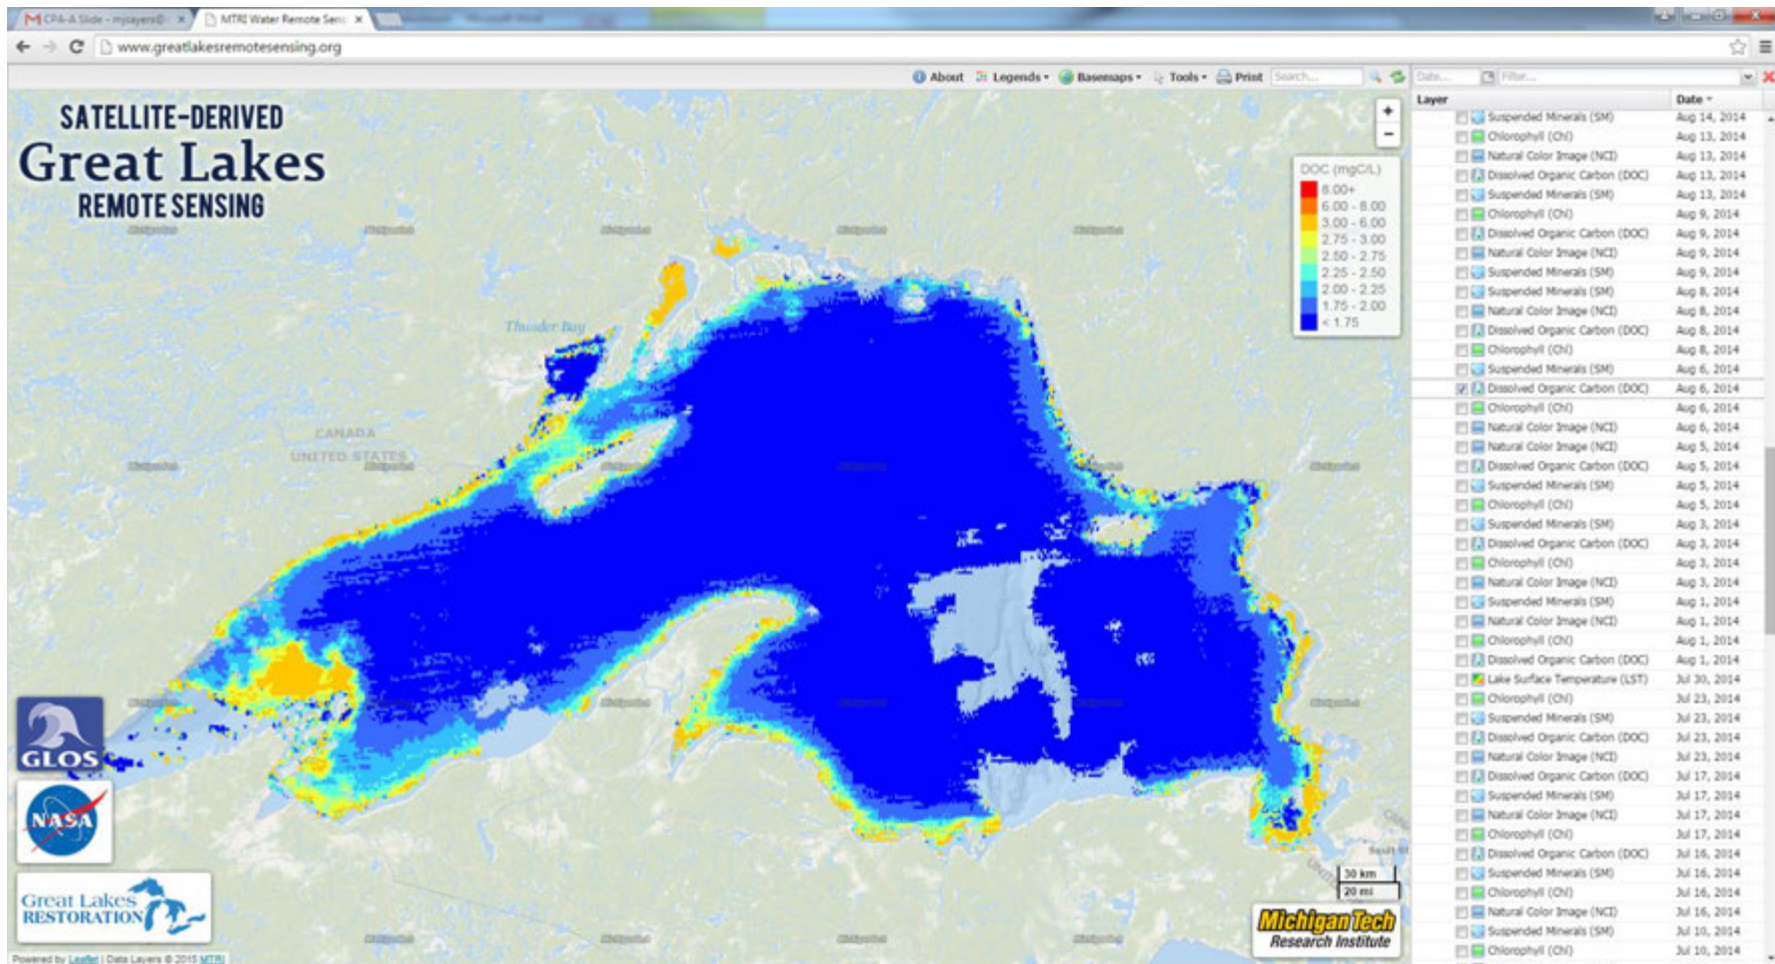 MTRI Water Remote Sens
www.greatlakesremotesensing.org
About Legends Basemaps Tools Print Search... Date... Filter...
SATELLITE-DERIVED
Great Lakes
REMOTE SENSING
+
-
DOC (mgC/L)
8.00+
6.00 - 8.00
3.00 - 6.00
2.75 - 3.00
2.50 - 2.75
2.25 - 2.50
2.00 - 2.25
1.75 - 2.00
< 1.75
Thunder Bay
CANADA
UNITED STATES
GLOS
NASA
Great Lakes
RESTORATION
30 km
20 mi
Michigan Tech
Research Institute
Powered by Leaflet | Data Layers © 2015 MTRI
Layer Date
Suspended Minerals (SM) Aug 14, 2014
Chlorophyll (Chl) Aug 13, 2014
Natural Color Image (NCI) Aug 13, 2014
Dissolved Organic Carbon (DOC) Aug 13, 2014
Suspended Minerals (SM) Aug 13, 2014
Chlorophyll (Chl) Aug 9, 2014
Dissolved Organic Carbon (DOC) Aug 9, 2014
Natural Color Image (NCI) Aug 9, 2014
Suspended Minerals (SM) Aug 9, 2014
Suspended Minerals (SM) Aug 8, 2014
Natural Color Image (NCI) Aug 8, 2014
Dissolved Organic Carbon (DOC) Aug 8, 2014
Chlorophyll (Chl) Aug 8, 2014
Suspended Minerals (SM) Aug 6, 2014
Dissolved Organic Carbon (DOC) Aug 6, 2014
Chlorophyll (Chl) Aug 6, 2014
Natural Color Image (NCI) Aug 6, 2014
Natural Color Image (NCI) Aug 5, 2014
Dissolved Organic Carbon (DOC) Aug 5, 2014
Suspended Minerals (SM) Aug 5, 2014
Chlorophyll (Chl) Aug 5, 2014
Suspended Minerals (SM) Aug 3, 2014
Dissolved Organic Carbon (DOC) Aug 3, 2014
Chlorophyll (Chl) Aug 3, 2014
Natural Color Image (NCI) Aug 3, 2014
Suspended Minerals (SM) Aug 1, 2014
Natural Color Image (NCI) Aug 1, 2014
Chlorophyll (Chl) Aug 1, 2014
Dissolved Organic Carbon (DOC) Aug 1, 2014
Lake Surface Temperature (LST) Jul 30, 2014
Chlorophyll (Chl) Jul 23, 2014
Suspended Minerals (SM) Jul 23, 2014
Dissolved Organic Carbon (DOC) Jul 23, 2014
Natural Color Image (NCI) Jul 23, 2014
Dissolved Organic Carbon (DOC) Jul 17, 2014
Suspended Minerals (SM) Jul 17, 2014
Natural Color Image (NCI) Jul 17, 2014
Chlorophyll (Chl) Jul 17, 2014
Dissolved Organic Carbon (DOC) Jul 16, 2014
Suspended Minerals (SM) Jul 16, 2014
Chlorophyll (Chl) Jul 16, 2014
Natural Color Image (NCI) Jul 16, 2014
Suspended Minerals (SM) Jul 10, 2014
Chlorophyll (Chl) Jul 10, 2014